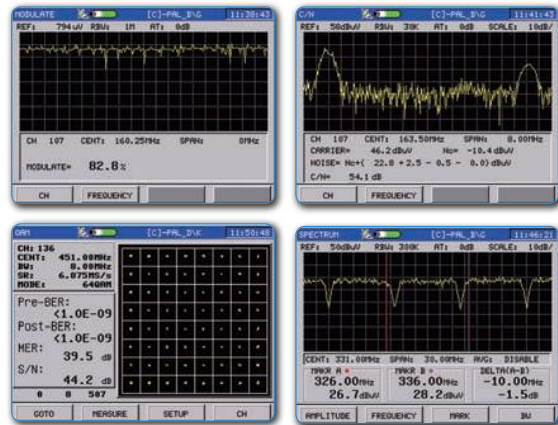 MODULATE [C]-PAL_D\G 11:38:43
REF: 794uV RBW: 1M AT: 0dB
CH 107 CENT: 160.25MHz SPAN: 0MHz
MODULATE= 82.8%
CH FREQUENCY
C/N [C]-PAL_D\G 11:41:43
REF: 50dBuV RBW: 30K AT: 0dB SCALE: 10dB/
CH 107 CENT: 163.50MHz SPAN: 8.00MHz
CARRIER= 46.2dBuV Nc= -10.4dBuV
NOISE= Nc+( 22.8 + 2.5 - 0.5 - 0.0)dBuV
C/N= 54.1 dB
CH FREQUENCY
QAM [C]-PAL_D\K 11:50:48
CH: 136
CENT: 451.00MHz
BW: 8.00MHz
SR: 6.875MS/s
MODE: 64QAM
Pre-BER:
<1.0E-09
Post-BER:
<1.0E-09
MER:
39.5 dB
S/N:
44.2 dB
0 0 507
GOTO MEASURE SETUP CH
SPECTRUM [C]-PAL_D\G 11:46:21
REF: 50dBuV RBW: 300K AT: 0dB SCALE: 10dB/
CENT: 331.00MHz SPAN: 30.00MHz AVG: DISABLE
MAKR A MAKR B DELTA(A-B)
326.00MHz 336.00MHz -10.00MHz
26.7dBuV 28.2dBuV -1.5dB
AMPLITUDE FREQUENCY MARK BW